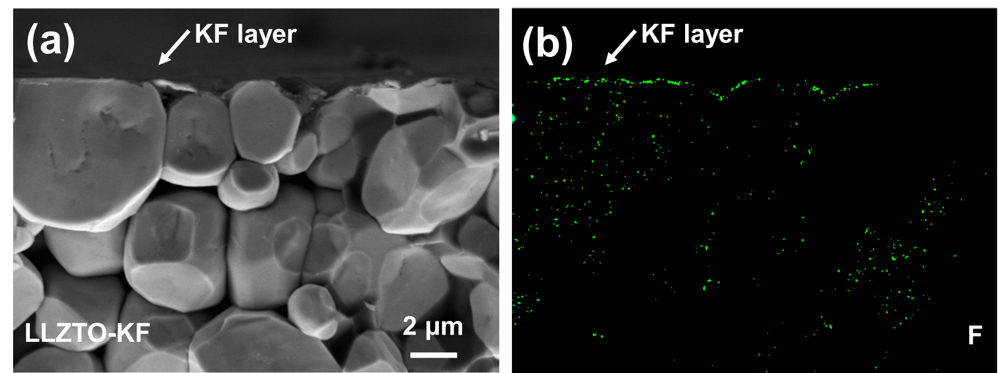 (a)
KF layer
LLZTO-KF
2 μm
(b)
KF layer
F